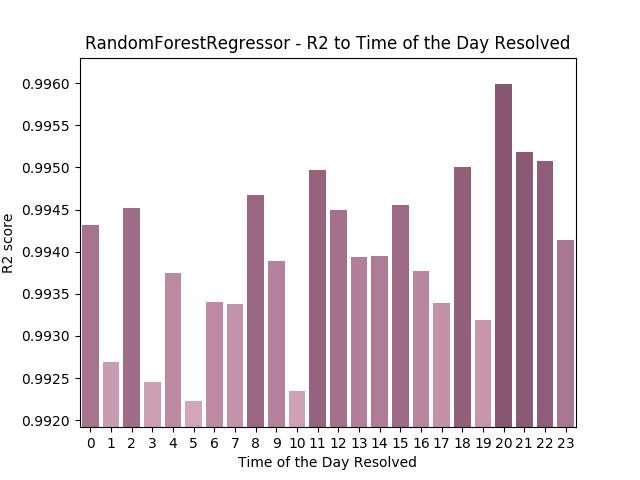 RandomForestRegressor - R2 to Time of the Day Resolved
0.9960
0.9955
0.9950
0.9945
0.9940
0.9935
0.9930
0.9925
0.9920
R2 score
0 1 2 3 4 5 6 7 8 9 10 11 12 13 14 15 16 17 18 19 20 21 22 23
Time of the Day Resolved